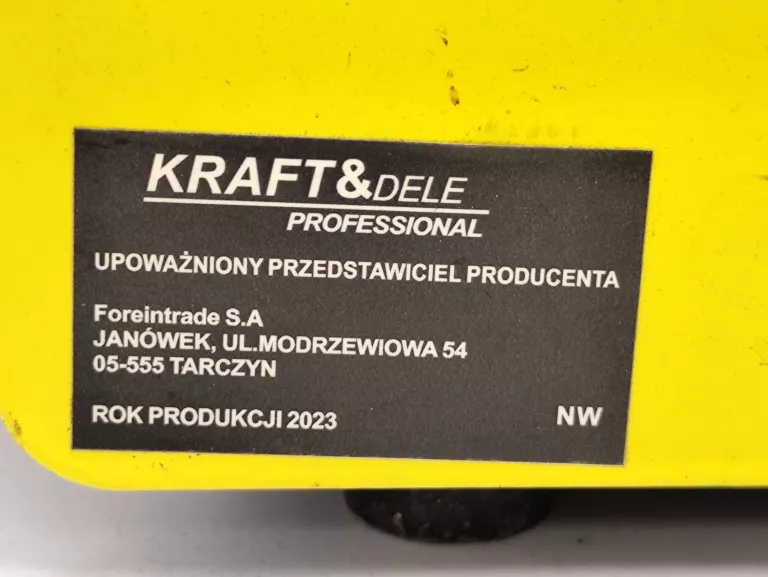 KRAFT&DELE
PROFESSIONAL
UPOWAŻNIONY PRZEDSTAWICIEL PRODUCENTA
Foreintrade S.A
JANÓWEK, UL.MODRZEWIOWA 54
05-555 TARCZYN
ROK PRODUKCJI 2023 NW